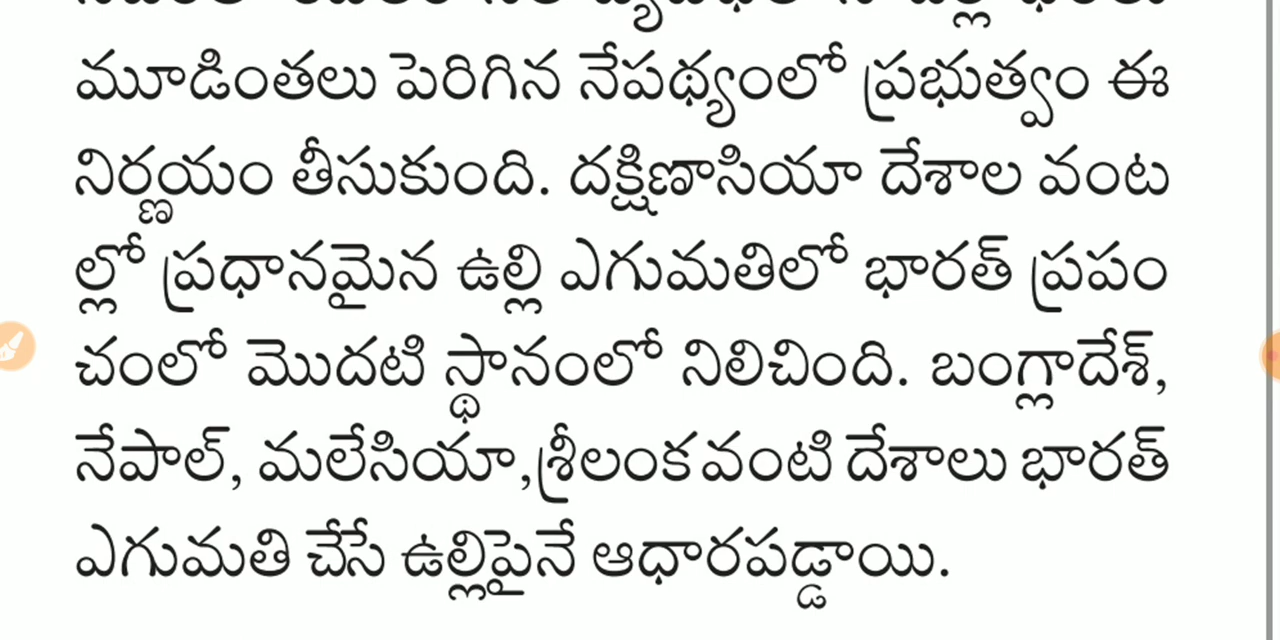 మూడింతలు పెరిగిన నేపథ్యంలో ప్రభుత్వం ఈ
నిర్ణయం తీసుకుంది. దక్షిణాసియా దేశాల వంట
ల్లో ప్రధానమైన ఉల్లి ఎగుమతిలో భారత్ ప్రపం
చంలో మొదటి స్థానంలో నిలిచింది. బంగ్లాదేశ్,
నేపాల్, మలేసియా,శ్రీలంక వంటి దేశాలు భారత్
ఎగుమతి చేసే ఉల్లిపైనే ఆధారపడ్డాయి.